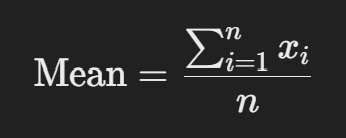 Mean = \frac{\sum_{i=1}^{n} x_i}{n}